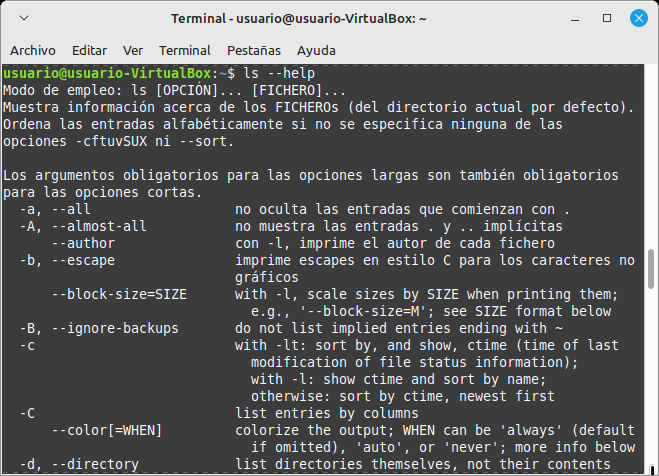 Terminal - usuario@usuario-VirtualBox: ~
Archivo Editar Ver Terminal Pestañas Ayuda
usuario@usuario-VirtualBox:~$ ls --help
Modo de empleo: ls [OPCIÓN]... [FICHERO]...
Muestra información acerca de los FICHEROs (del directorio actual por defecto).
Ordena las entradas alfabéticamente si no se especifica ninguna de las
opciones -cftuvSUX ni --sort.

Los argumentos obligatorios para las opciones largas son también obligatorios
para las opciones cortas.
  -a, --all                  no oculta las entradas que comienzan con .
  -A, --almost-all           no muestra las entradas . y .. implícitas
      --author               con -l, imprime el autor de cada fichero
  -b, --escape               imprime escapes en estilo C para los caracteres no
                             gráficos
      --block-size=SIZE      with -l, scale sizes by SIZE when printing them;
                               e.g., '--block-size=M'; see SIZE format below
  -B, --ignore-backups       do not list implied entries ending with ~
  -c                         with -lt: sort by, and show, ctime (time of last
                               modification of file status information);
                               with -l: show ctime and sort by name;
                               otherwise: sort by ctime, newest first
  -C                         list entries by columns
      --color[=WHEN]         colorize the output; WHEN can be 'always' (default
                               if omitted), 'auto', or 'never'; more info below
  -d, --directory            list directories themselves, not their contents